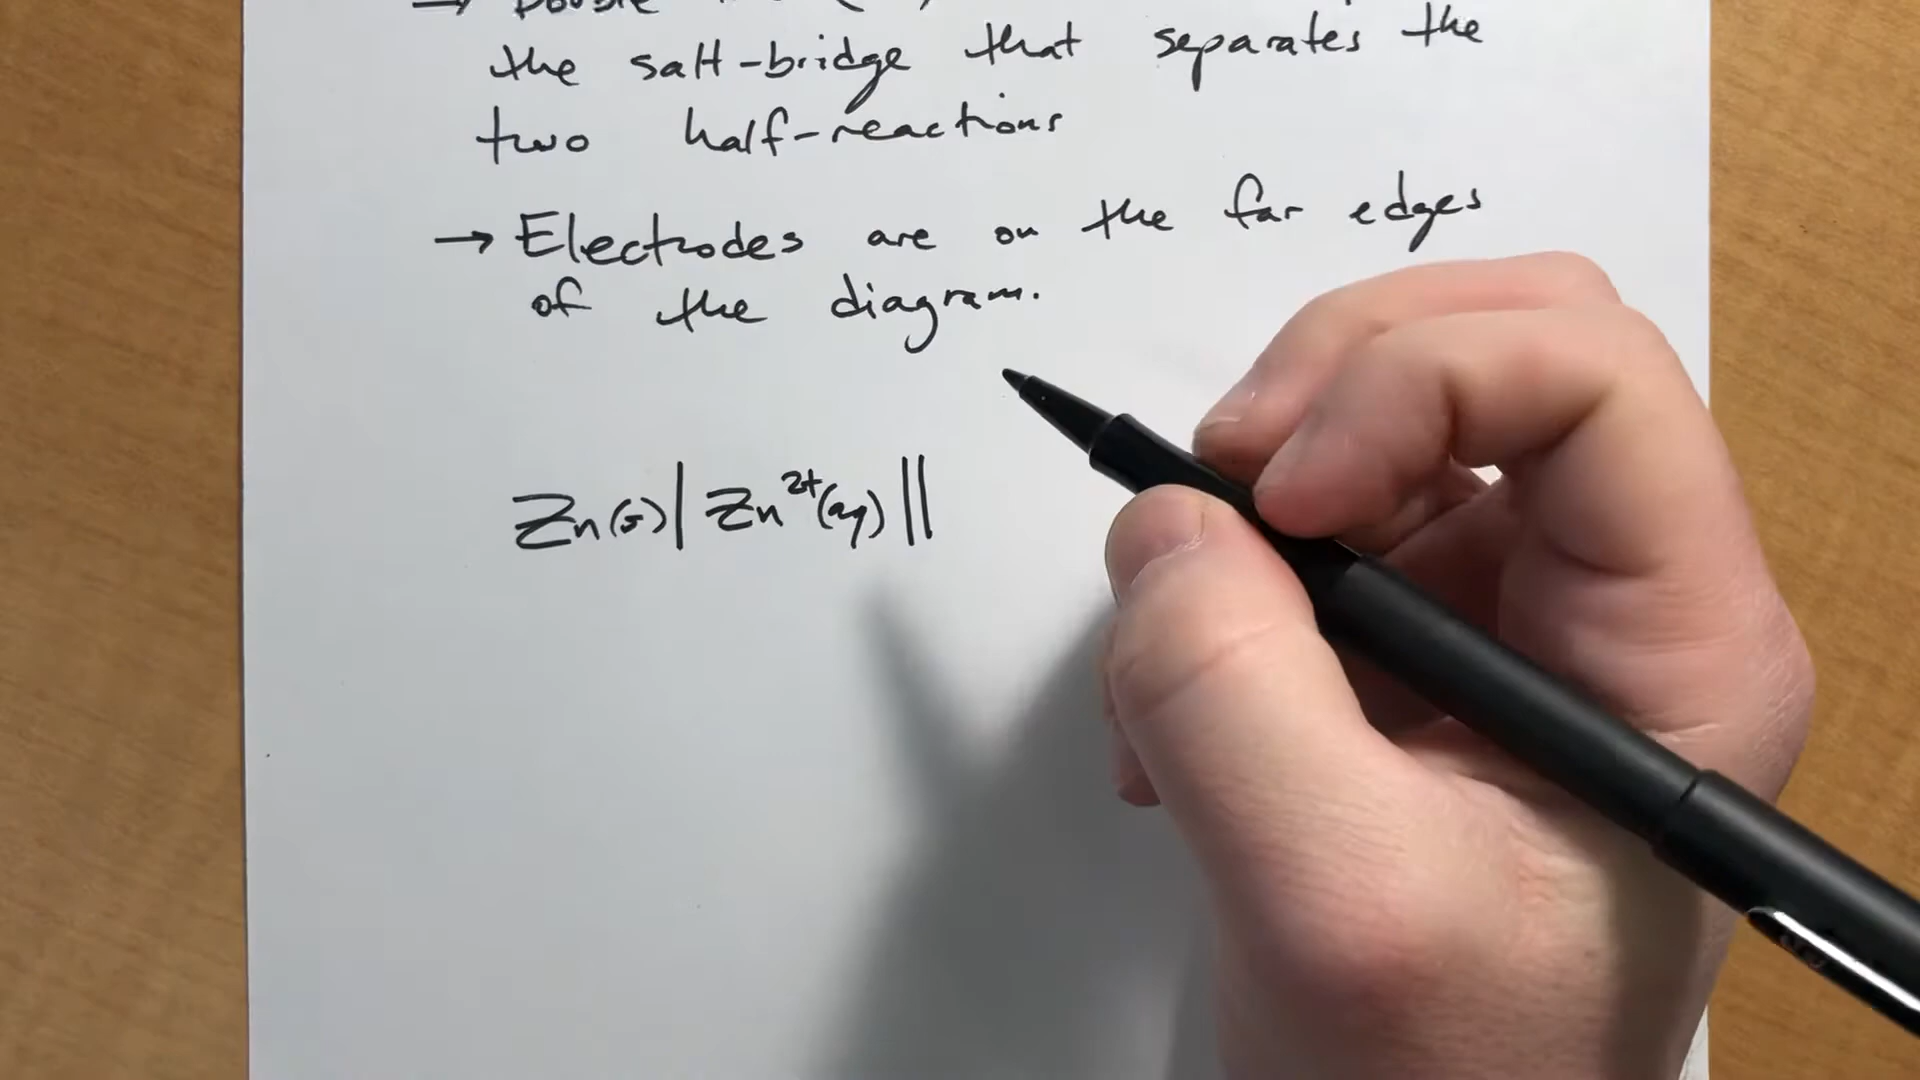 → Double
the salt-bridge that separates the
two half-reactions
→ Electrodes are on the far edges
of the diagram.
Zn(s)| Zn²⁺(aq) ||